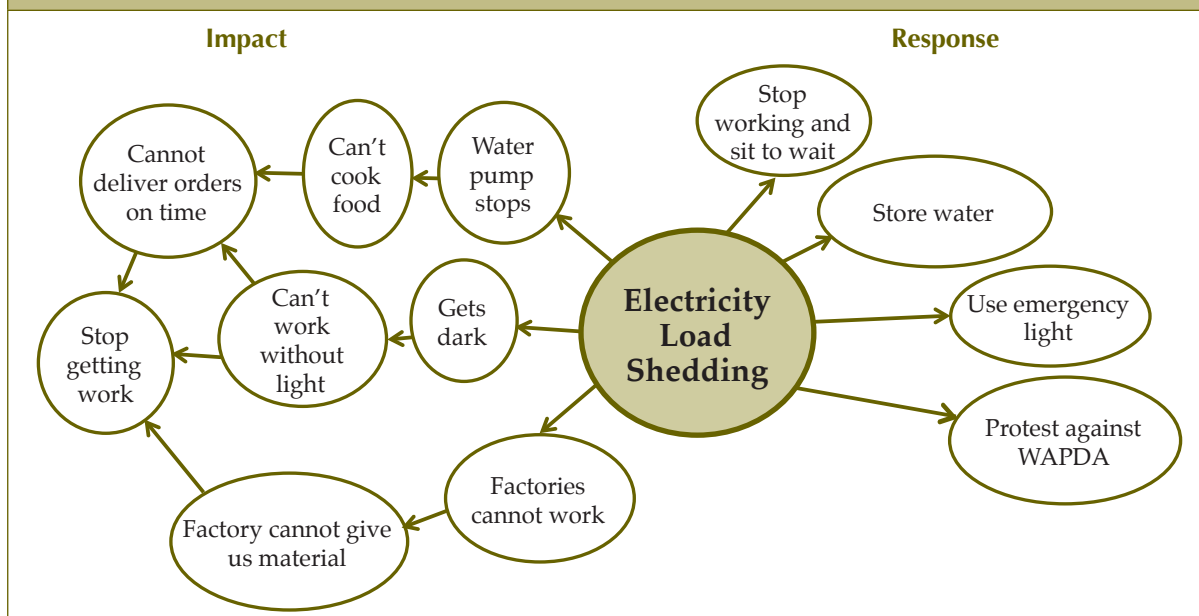 Impact
Response
Cannot
deliver orders
on time
Can't
cook
food
Water
pump
stops
Stop
working and
sit to wait
Store water
Stop
getting
work
Can't
work
without
light
Gets
dark
Electricity
Load
Shedding
Use emergency
light
Factory cannot give
us material
Factories
cannot work
Protest against
WAPDA